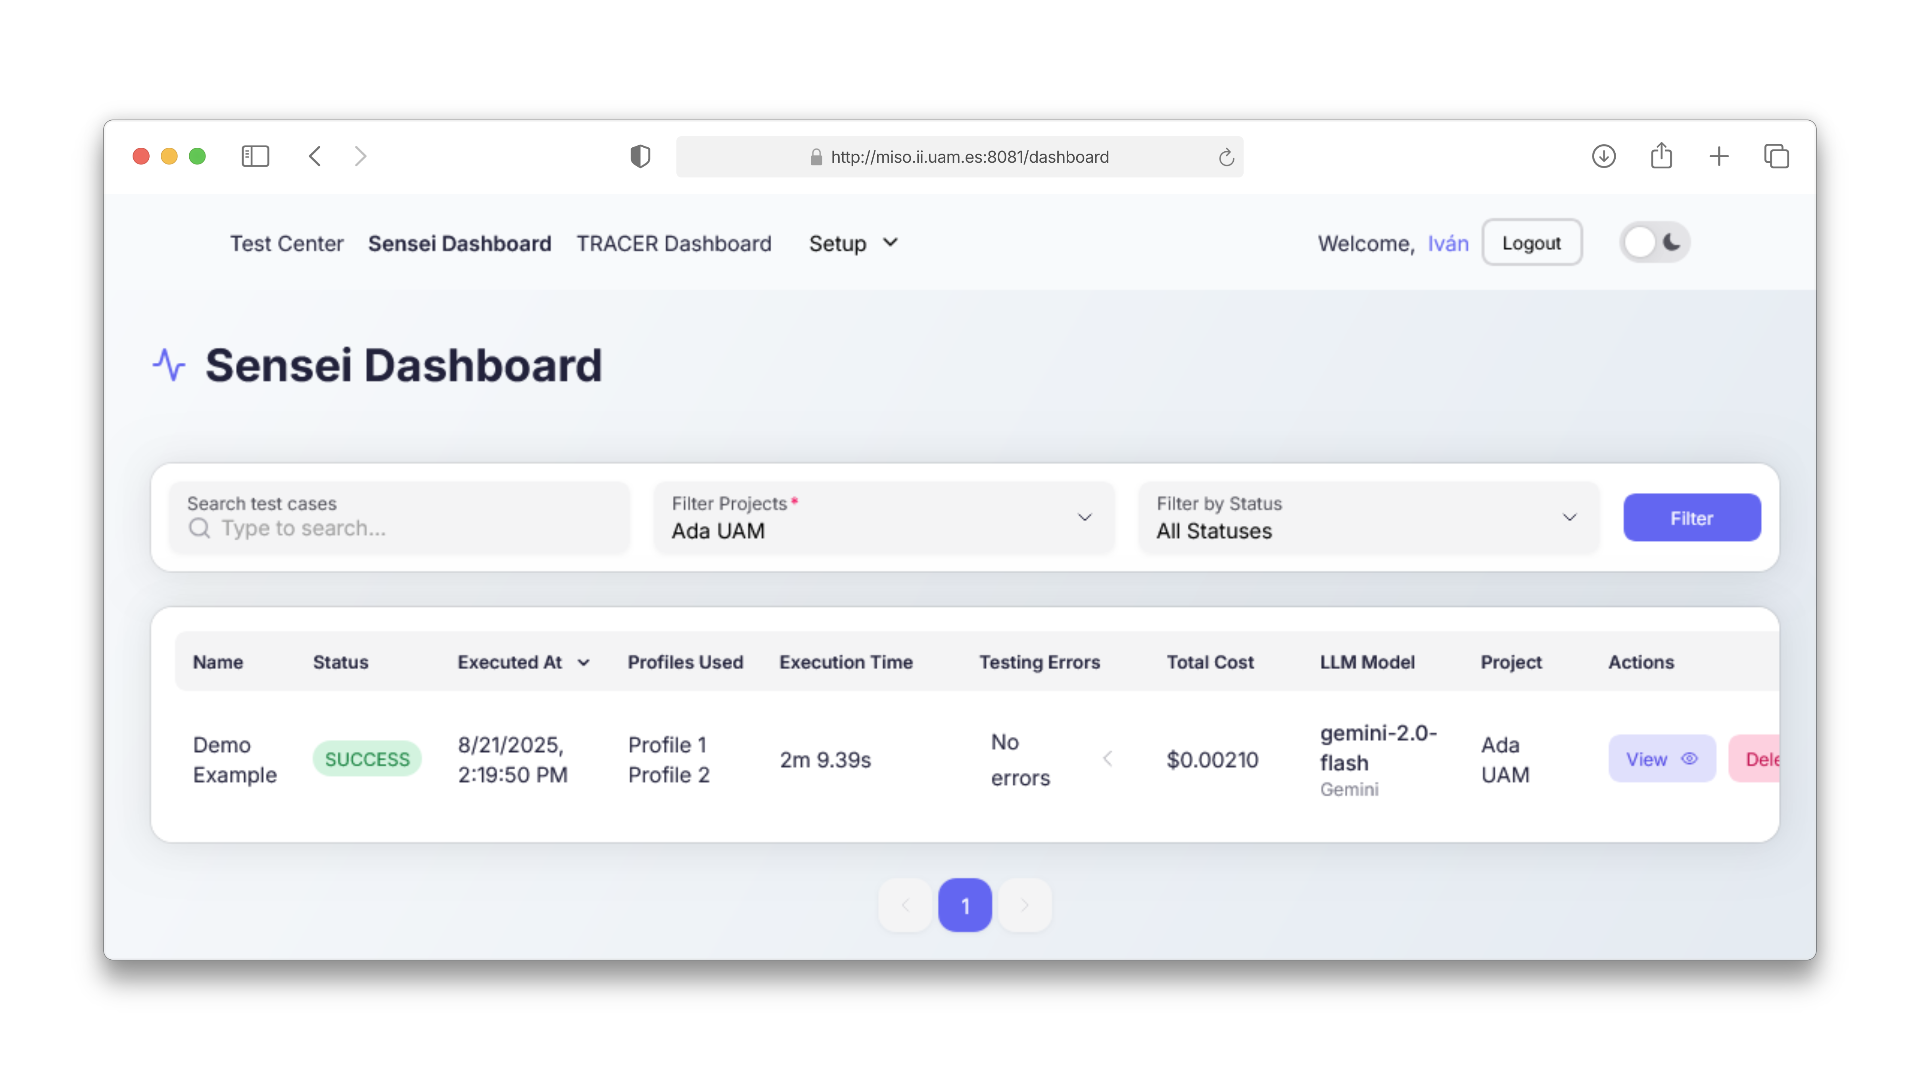 http://miso.ii.uam.es:8081/dashboard
Test Center Sensei Dashboard TRACER Dashboard Setup Welcome, Iván Logout
Sensei Dashboard
Search test cases
Type to search...
Filter Projects*
Ada UAM
Filter by Status
All Statuses
Filter
Name Status Executed At Profiles Used Execution Time Testing Errors Total Cost LLM Model Project Actions
Demo
Example
SUCCESS
8/21/2025,
2:19:50 PM
Profile 1
Profile 2
2m 9.39s
No
errors
$0.00210
gemini-2.0-
flash
Gemini
Ada
UAM
View
Dele
1